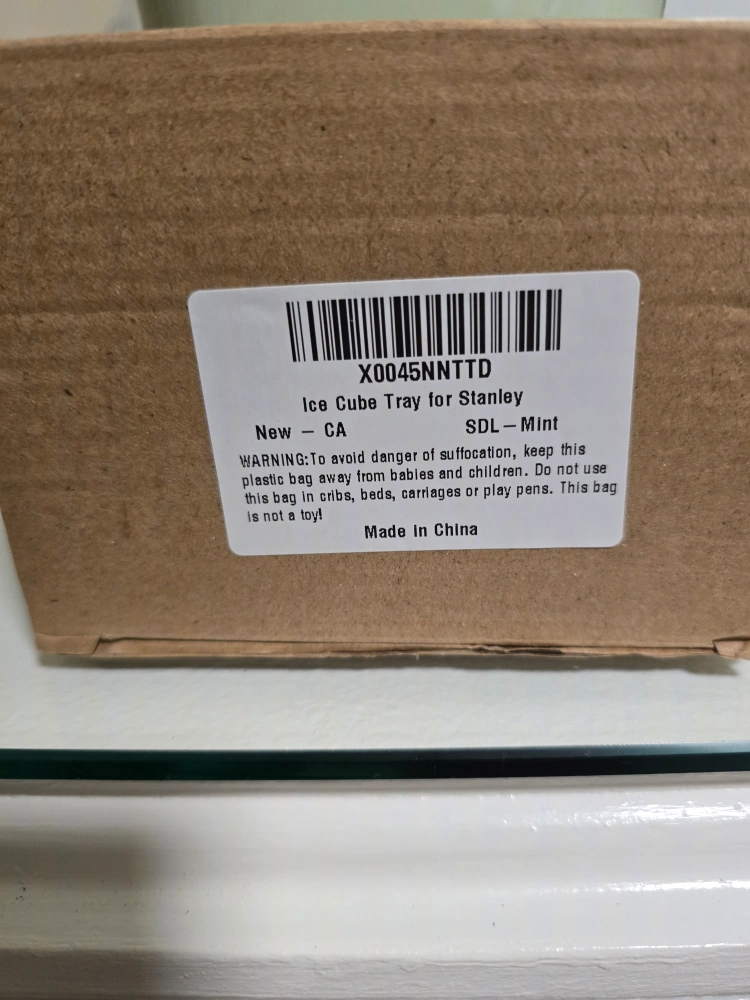 X0045NNTTD
Ice Cube Tray for Stanley
New – CA SDL – Mint
WARNING:To avoid danger of suffocation, keep this
plastic bag away from babies and children. Do not use
this bag in cribs, beds, carriages or play pens. This bag
is not a toy!
Made in China